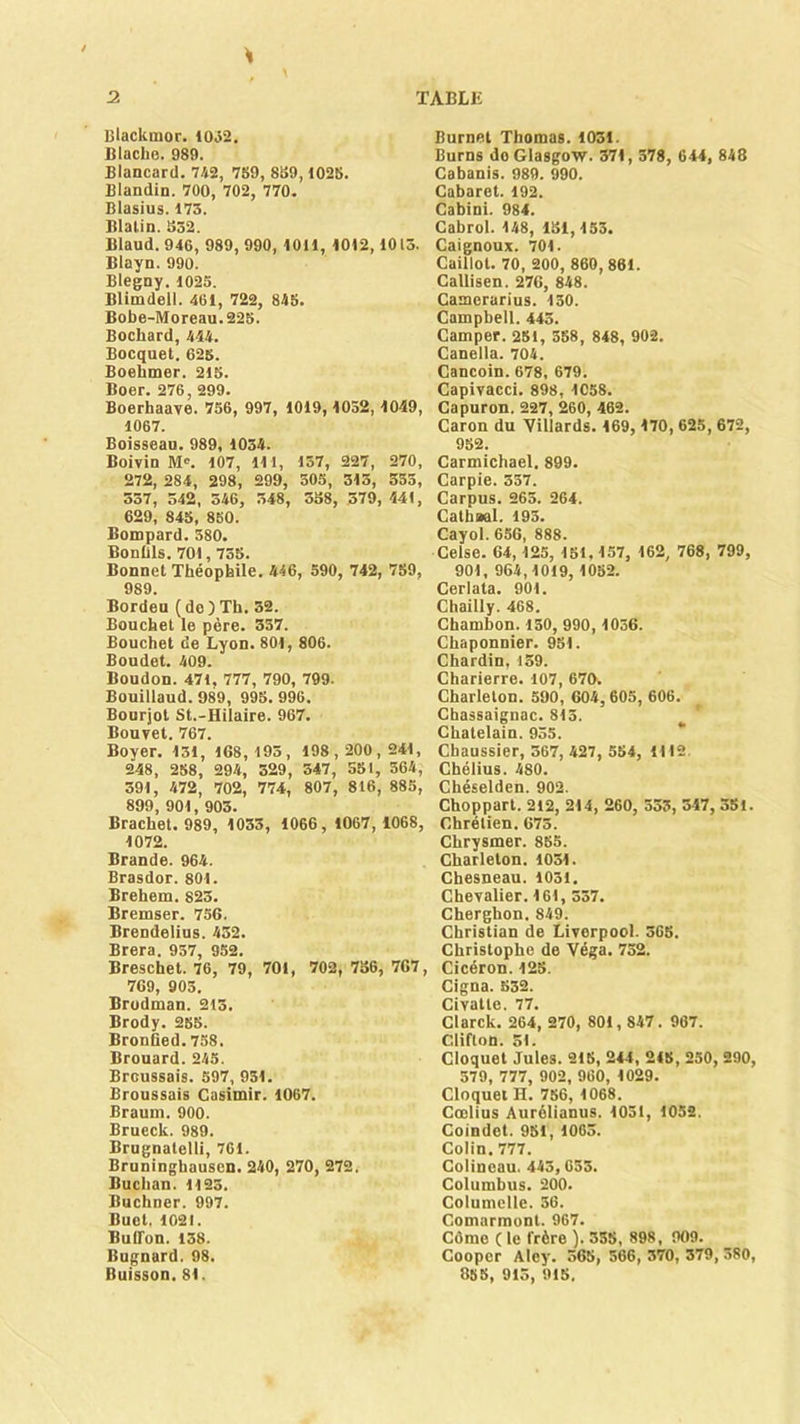 2 TABLE
Blackmor. 1032.
Blache. 989.
Blancard. 742, 759, 859, 1025.
Blandin. 700, 702, 770.
Blasius. 173.
Blatin. 532.
Blaud. 946, 989, 990, 1011, 1012, 1013.
Blayn. 990.
Blegny. 1025.
Blimdell. 461, 722, 845.
Bobe-Moreau. 225.
Bochard, 444.
Bocquet. 625.
Boehmer. 215.
Boer. 276, 299.
Boerhaave. 756, 997, 1019, 1032, 1049,
1067.
Boisseau. 989, 1034.
Boivin Me. 107, 111, 137, 227, 270,
272, 284, 298, 299, 305, 313, 333,
337, 342, 346, 348, 358, 379, 441,
629, 845, 850.
Bompard. 380.
Bonfils. 701, 735.
Bonnet Théophile. 446, 590, 742, 759,
989.
Bordeu (de) Th. 32.
Bouchet le père. 337.
Bouchet de Lyon. 801, 806.
Boudet. 409.
Boudon. 471, 777, 790, 799.
Bouillaud. 989, 995. 996.
Bourjot St.-Hilaire. 967.
Bouvet. 767.
Boyer. 131, 168, 193, 198, 200, 241,
248, 258, 294, 329, 347, 351, 364,
391, 472, 702, 774, 807, 816, 885,
899, 901, 903.
Brachet. 989, 1033, 1066, 1067, 1068,
1072.
Brande. 964.
Brasdor. 801.
Brehem. 823.
Bremser. 756.
Brendelius. 432.
Brera. 937, 952.
Breschet. 76, 79, 701, 702, 756, 767,
769, 903.
Brodman. 213.
Brody. 255.
Bronfied. 758.
Brouard. 245.
Brcussais. 597, 931.
Broussais Casimir. 1067.
Braum. 900.
Brueck. 989.
Brugnatelli, 761.
Bruninghausen. 240, 270, 272.
Buchan. 1123.
Buchner. 997.
Buet. 1021.
Buffon. 138.
Bugnard. 98.
Buisson. 81.
Burnet Thomas. 1031.
Burns de Glasgow. 371, 378, 644, 848
Cabanis. 989. 990.
Cabaret. 192.
Cabini. 984.
Cabrol. 148, 151, 153.
Caignoux. 701.
Caillot. 70, 200, 860, 861.
Callisen. 276, 848.
Camerarius. 130.
Campbell. 443.
Camper. 251, 358, 848, 902.
Canella. 704.
Cancoin. 678, 679.
Capivacci. 898, 1058.
Capuron. 227, 260, 462.
Caron du Villards. 169, 170, 625, 672,
952.
Carmichael. 899.
Carpie. 337.
Carpus. 263. 264.
Cathral. 193.
Cayol. 656, 888.
Celse. 64, 125, 151, 157, 162, 768, 799,
901, 964, 1019, 1052.
Cerlata. 901.
Chailly. 468.
Chambon. 130, 990, 1036.
Chaponnier. 951.
Chardin, 139.
Charierre. 107, 670.
Charleton. 590, 604, 605, 606.
Chassaignac. 813.
Chatelain. 935.
Chaussier, 367, 427, 554, 1112
Chélius. 480.
Chéselden. 902.
Choppart. 212, 214, 260, 333, 347, 351.
Chrétien. 673.
Chrysmer. 855.
Charleton. 1031.
Chesneau. 1031.
Chevalier. 161, 337.
Cherghon. 849.
Christian de Liverpool. 365.
Christophe de Véga. 732.
Cicéron. 125.
Cigna. 532.
Civatte. 77.
Clarck. 264, 270, 801, 847. 967.
Clifton. 31.
Cloquet Jules. 215, 244, 245, 250, 290,
379, 777, 902, 960, 1029.
Cloquet H. 756, 1068.
Cœlius Aurélianus. 1031, 1052.
Coindet. 951, 1063.
Colin. 777.
Colineau. 443, 633.
Columbus. 200.
Columelle. 36.
Comarmont. 967.
Côme (le frère). 335, 898, 909.
Cooper Aley. 365, 366, 370, 379, 380,
855, 913, 915.